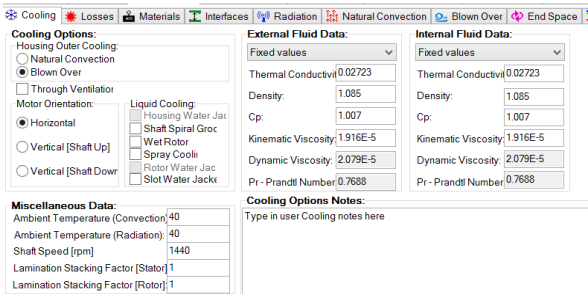 Cooling Losses Materials Interfaces Radiation Natural Convection Blown Over End Space
Cooling Options:
Housing Outer Cooling:
Natural Convection
Blown Over
Through Ventilation
Motor Orientation:
Horizontal
Vertical [Shaft Up]
Vertical [Shaft Down
Liquid Cooling:
Housing Water Jac
Shaft Spiral Groc
Wet Rotor
Spray Coolin
Rotor Water Jac
Slot Water Jacke
External Fluid Data:
Fixed values
Thermal Conductivit 0.02723
Density: 1.085
Cp: 1.007
Kinematic Viscosity: 1.916E-5
Dynamic Viscosity: 2.079E-5
Pr - Prandtl Number 0.7688
Internal Fluid Data:
Fixed values
Thermal Conductivit 0.02723
Density: 1.085
Cp: 1.007
Kinematic Viscosity: 1.916E-5
Dynamic Viscosity: 2.079E-5
Pr - Prandtl Number 0.7688
Miscellaneous Data:
Ambient Temperature (Convection) 40
Ambient Temperature (Radiation): 40
Shaft Speed [rpm] 1440
Lamination Stacking Factor [Stator] 1
Lamination Stacking Factor [Rotor]: 1
Cooling Options Notes:
Type in user Cooling notes here